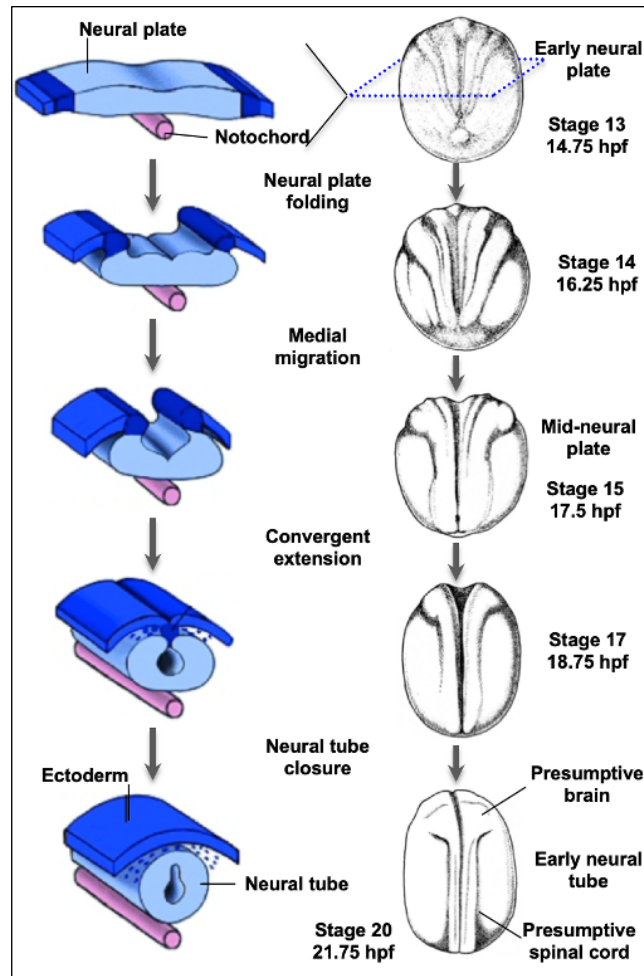 Neural plate
Notochord
Early neural
plate
Stage 13
14.75 hpf
Neural plate
folding
Stage 14
16.25 hpf
Medial
migration
Mid-neural
plate
Stage 15
17.5 hpf
Convergent
extension
Stage 17
18.75 hpf
Neural tube
closure
Ectoderm
Presumptive
brain
Neural tube
Early neural
tube
Stage 20
21.75 hpf
Presumptive
spinal cord